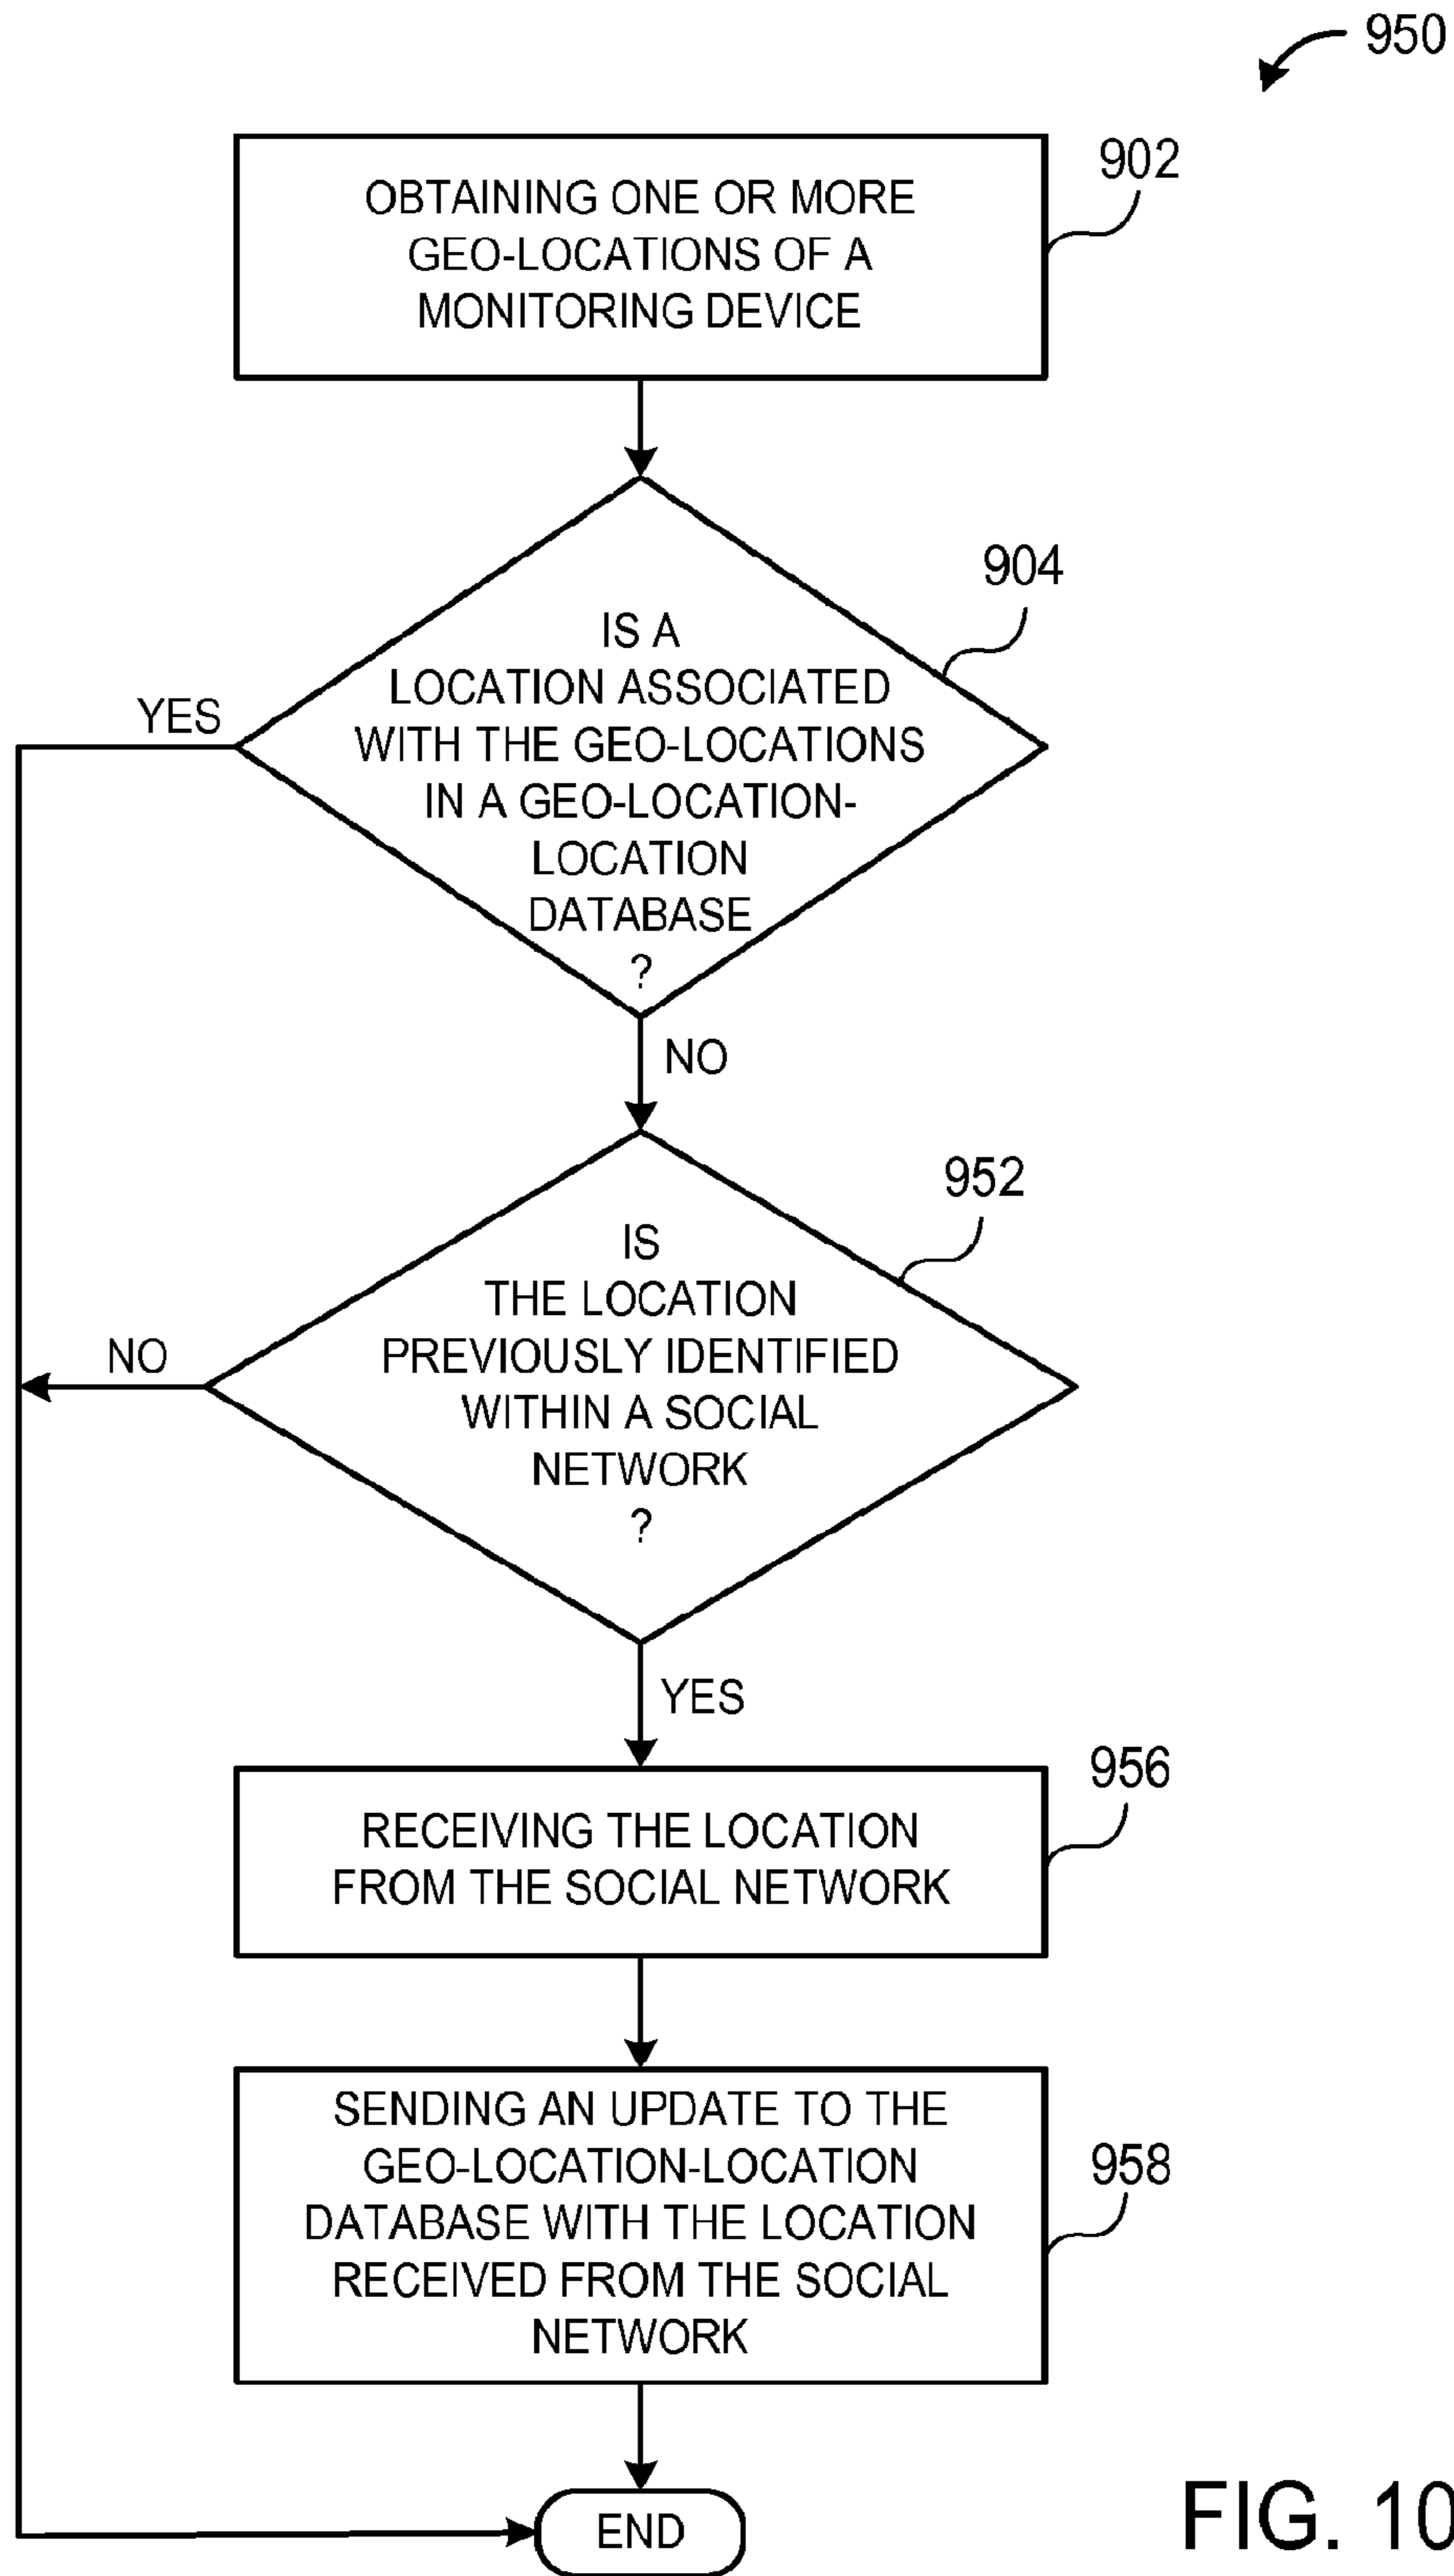 950
902
OBTAINING ONE OR MORE
GEO-LOCATIONS OF A
MONITORING DEVICE
904
IS A
LOCATION ASSOCIATED
WITH THE GEO-LOCATIONS
IN A GEO-LOCATION-
LOCATION
DATABASE
?
YES
NO
952
IS
THE LOCATION
PREVIOUSLY IDENTIFIED
WITHIN A SOCIAL
NETWORK
?
NO
YES
956
RECEIVING THE LOCATION
FROM THE SOCIAL NETWORK
958
SENDING AN UPDATE TO THE
GEO-LOCATION-LOCATION
DATABASE WITH THE LOCATION
RECEIVED FROM THE SOCIAL
NETWORK
END
FIG. 10